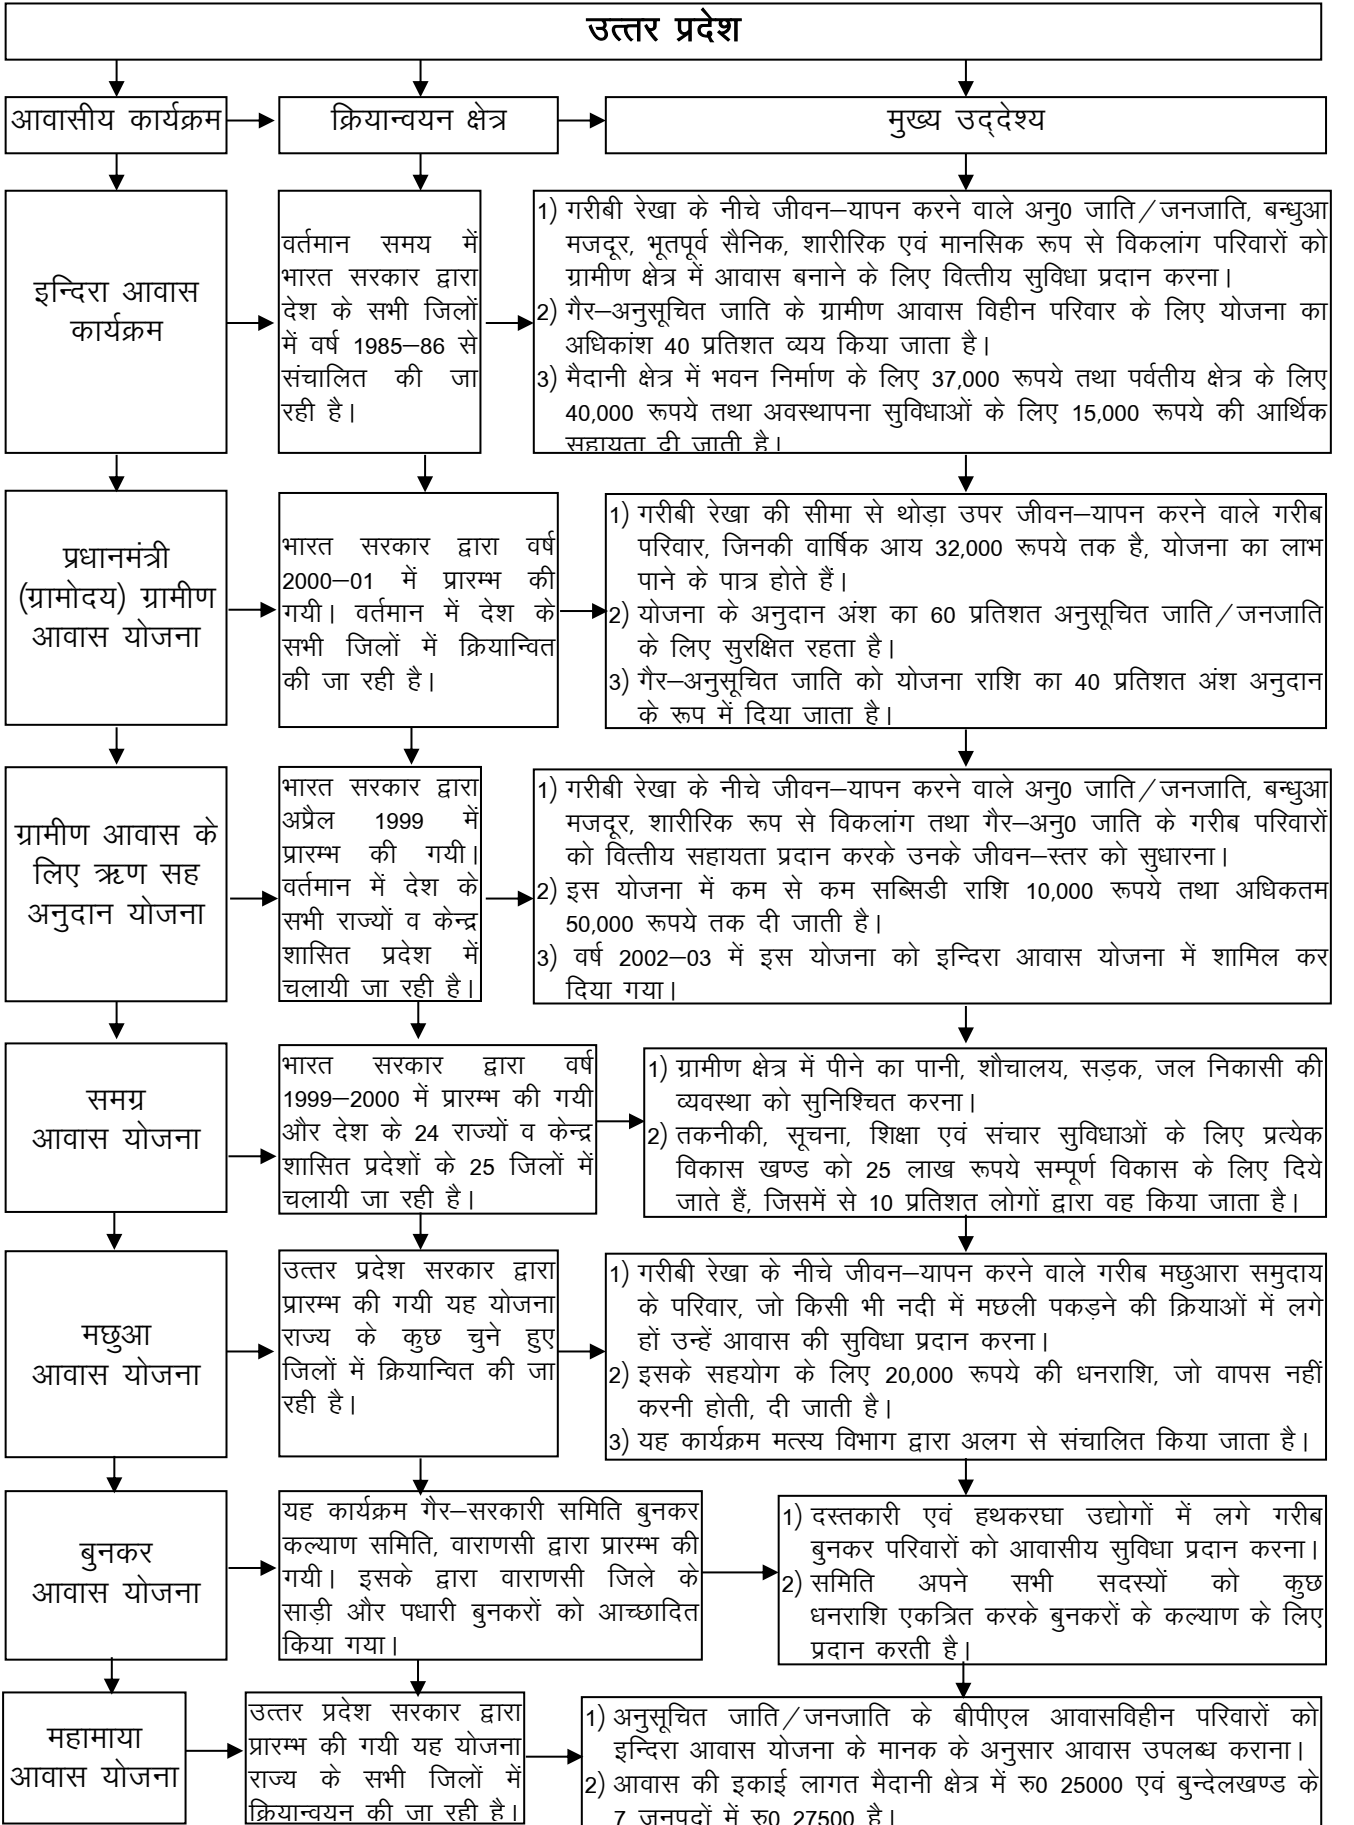 उत्तर प्रदेश
आवासीय कार्यक्रम
क्रियान्वयन क्षेत्र
मुख्य उद्देश्य
इन्दिरा आवास
कार्यक्रम
वर्तमान समय में
भारत सरकार द्वारा
देश के सभी जिलों
में वर्ष 1985–86 से
संचालित की जा
रही है।
1) गरीबी रेखा के नीचे जीवन–यापन करने वाले अनु0 जाति/जनजाति, बन्धुआ
मजदूर, भूतपूर्व सैनिक, शारीरिक एवं मानसिक रूप से विकलांग परिवारों को
ग्रामीण क्षेत्र में आवास बनाने के लिए वित्तीय सुविधा प्रदान करना।
2) गैर–अनुसूचित जाति के ग्रामीण आवास विहीन परिवार के लिए योजना का
अधिकांश 40 प्रतिशत व्यय किया जाता है।
3) मैदानी क्षेत्र में भवन निर्माण के लिए 37,000 रूपये तथा पर्वतीय क्षेत्र के लिए
40,000 रूपये तथा अवस्थापना सुविधाओं के लिए 15,000 रूपये की आर्थिक
सहायता दी जाती है।
प्रधानमंत्री
(ग्रामोदय) ग्रामीण
आवास योजना
भारत सरकार द्वारा वर्ष
2000–01 में प्रारम्भ की
गयी। वर्तमान में देश के
सभी जिलों में क्रियान्वित
की जा रही है।
1) गरीबी रेखा की सीमा से थोड़ा उपर जीवन–यापन करने वाले गरीब
परिवार, जिनकी वार्षिक आय 32,000 रूपये तक है, योजना का लाभ
पाने के पात्र होते हैं।
2) योजना के अनुदान अंश का 60 प्रतिशत अनुसूचित जाति/जनजाति
के लिए सुरक्षित रहता है।
3) गैर–अनुसूचित जाति को योजना राशि का 40 प्रतिशत अंश अनुदान
के रूप में दिया जाता है।
ग्रामीण आवास के
लिए ऋण सह
अनुदान योजना
भारत सरकार द्वारा
अप्रैल 1999 में
प्रारम्भ की गयी।
वर्तमान में देश के
सभी राज्यों व केन्द्र
शासित प्रदेश में
चलायी जा रही है।
1) गरीबी रेखा के नीचे जीवन–यापन करने वाले अनु0 जाति/जनजाति, बन्धुआ
मजदूर, शारीरिक रूप से विकलांग तथा गैर–अनु0 जाति के गरीब परिवारों
को वित्तीय सहायता प्रदान करके उनके जीवन–स्तर को सुधारना।
2) इस योजना में कम से कम सब्सिडी राशि 10,000 रूपये तथा अधिकतम
50,000 रूपये तक दी जाती है।
3) वर्ष 2002–03 में इस योजना को इन्दिरा आवास योजना में शामिल कर
दिया गया।
समग्र
आवास योजना
भारत सरकार द्वारा वर्ष
1999–2000 में प्रारम्भ की गयी
और देश के 24 राज्यों व केन्द्र
शासित प्रदेशों के 25 जिलों में
चलायी जा रही है।
1) ग्रामीण क्षेत्र में पीने का पानी, शौचालय, सड़क, जल निकासी की
व्यवस्था को सुनिश्चित करना।
2) तकनीकी, सूचना, शिक्षा एवं संचार सुविधाओं के लिए प्रत्येक
विकास खण्ड को 25 लाख रूपये सम्पूर्ण विकास के लिए दिये
जाते हैं, जिसमें से 10 प्रतिशत लोगों द्वारा वह किया जाता है।
मछुआ
आवास योजना
उत्तर प्रदेश सरकार द्वारा
प्रारम्भ की गयी यह योजना
राज्य के कुछ चुने हुए
जिलों में क्रियान्वित की जा
रही है।
1) गरीबी रेखा के नीचे जीवन–यापन करने वाले गरीब मछुआरा समुदाय
के परिवार, जो किसी भी नदी में मछली पकड़ने की क्रियाओं में लगे
हों उन्हें आवास की सुविधा प्रदान करना।
2) इसके सहयोग के लिए 20,000 रूपये की धनराशि, जो वापस नहीं
करनी होती, दी जाती है।
3) यह कार्यक्रम मत्स्य विभाग द्वारा अलग से संचालित किया जाता है।
बुनकर
आवास योजना
यह कार्यक्रम गैर–सरकारी समिति बुनकर
कल्याण समिति, वाराणसी द्वारा प्रारम्भ की
गयी। इसके द्वारा वाराणसी जिले के
साड़ी और पधारी बुनकरों को आच्छादित
किया गया।
1) दस्तकारी एवं हथकरघा उद्योगों में लगे गरीब
बुनकर परिवारों को आवासीय सुविधा प्रदान करना।
2) समिति अपने सभी सदस्यों को कुछ
धनराशि एकत्रित करके बुनकरों के कल्याण के लिए
प्रदान करती है।
महामाया
आवास योजना
उत्तर प्रदेश सरकार द्वारा
प्रारम्भ की गयी यह योजना
राज्य के सभी जिलों में
क्रियान्वयन की जा रही है।
1) अनुसूचित जाति/जनजाति के बीपीएल आवासविहीन परिवारों को
इन्दिरा आवास योजना के मानक के अनुसार आवास उपलब्ध कराना।
2) आवास की इकाई लागत मैदानी क्षेत्र में रु0 25000 एवं बुन्देलखण्ड के
7 जनपदों में रु0 27500 है।